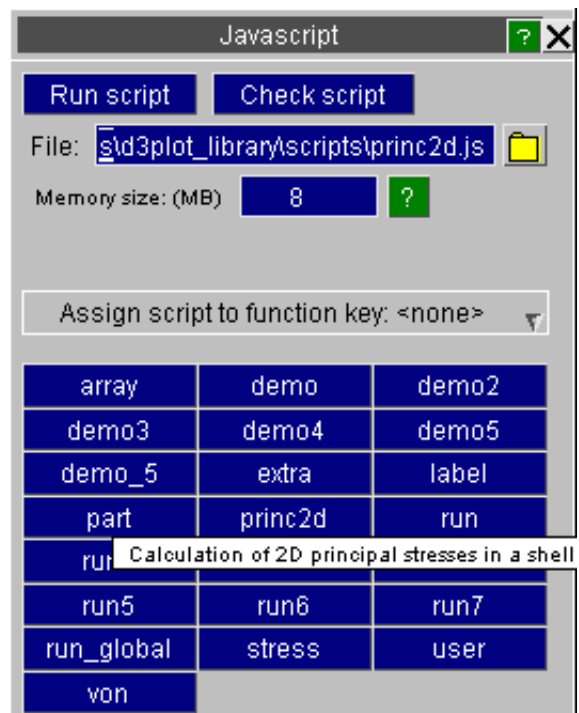 Javascript ?
Run script Check script
File: s\d3plot_library\scripts\princ2d.js
Memory size: (MB) 8 ?
Assign script to function key: <none>
array demo demo2
demo3 demo4 demo5
demo_5 extra label
part princ2d run
Calculation of 2D principal stresses in a shell
run5 run6 run7
run_global stress user
von